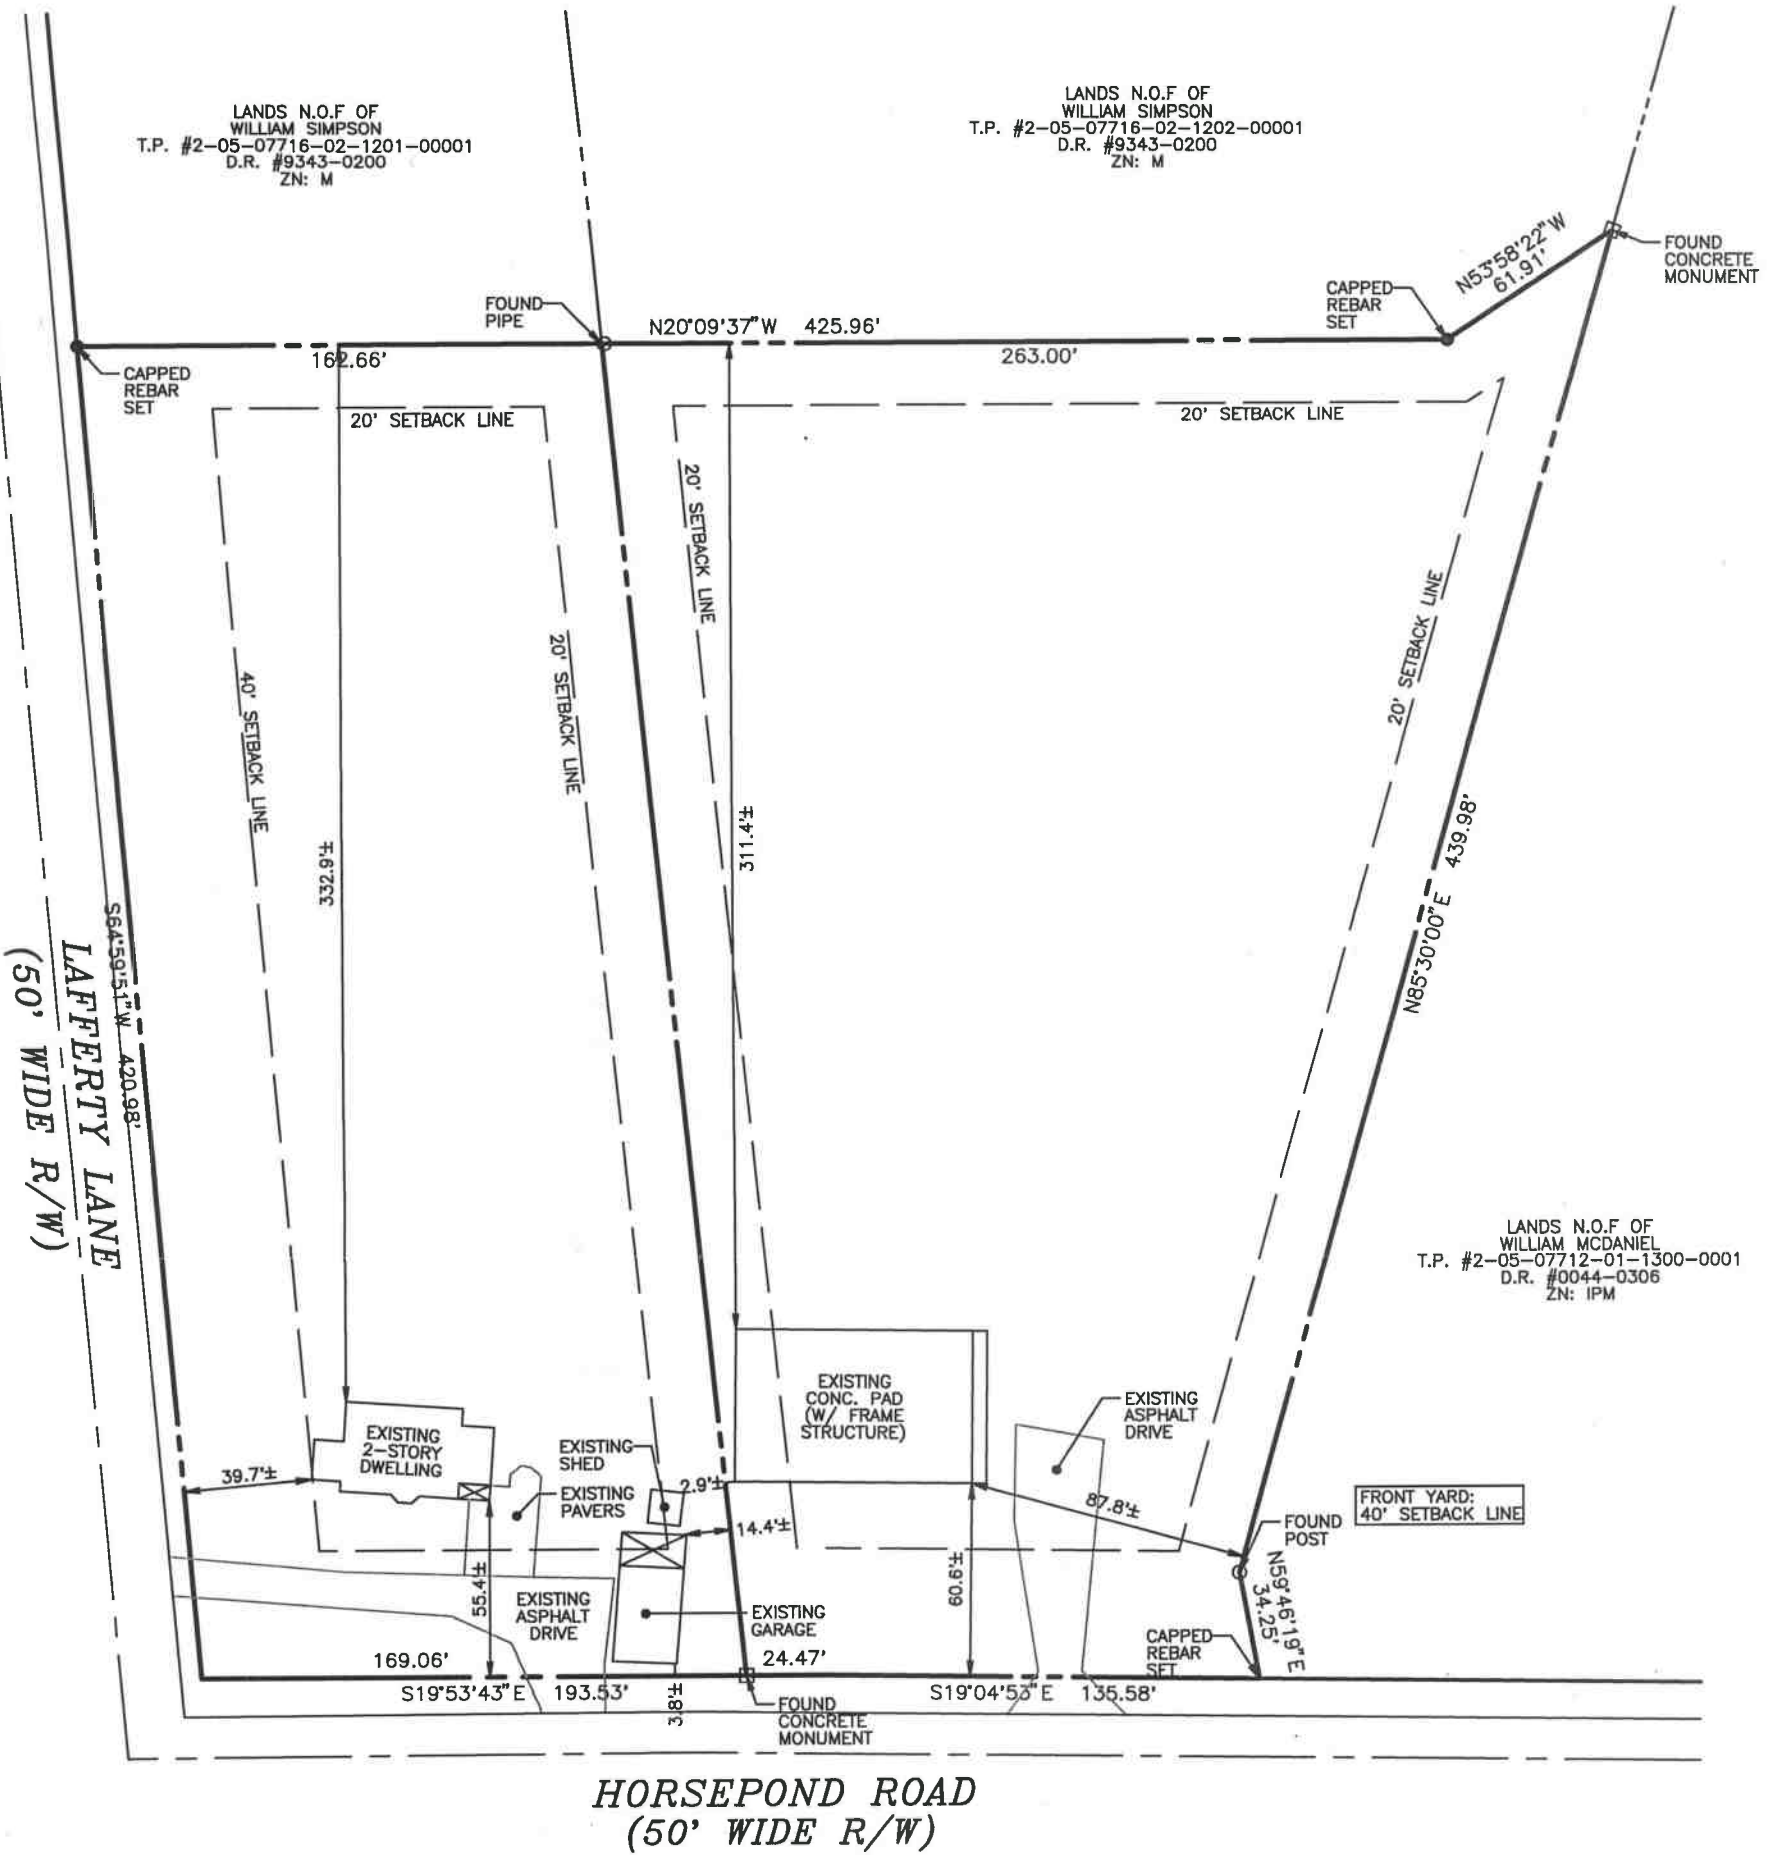 LANDS N.O.F OF
WILLIAM SIMPSON
T.P. #2-05-07716-02-1201-00001
D.R. #9343-0200
ZN: M
LANDS N.O.F OF
WILLIAM SIMPSON
T.P. #2-05-07716-02-1202-00001
D.R. #9343-0200
ZN: M
N53°58'22"W
61.91'
FOUND
CONCRETE
MONUMENT
CAPPED
REBAR
SET
FOUND
PIPE
N20°09'37"W 425.96'
162.66'
263.00'
CAPPED
REBAR
SET
20' SETBACK LINE
20' SETBACK LINE
20' SETBACK LINE
20' SETBACK LINE
20' SETBACK LINE
40' SETBACK LINE
332.9'±
311.4'±
N85°30'00"E 439.98'
S64°59'51"W 420.98'
LAFFERTY LANE
(50' WIDE R/W)
LANDS N.O.F OF
WILLIAM MCDANIEL
T.P. #2-05-07712-01-1300-0001
D.R. #0044-0306
ZN: IPM
EXISTING
CONC. PAD
(W/ FRAME
STRUCTURE)
EXISTING
ASPHALT
DRIVE
EXISTING
2-STORY
DWELLING
EXISTING
SHED
39.7'±
2.9'±
EXISTING
PAVERS
87.8'±
FRONT YARD:
40' SETBACK LINE
14.4'±
FOUND
POST
55.4'±
60.6'±
N59°46'19"E
34.25'
EXISTING
ASPHALT
DRIVE
EXISTING
GARAGE
CAPPED
REBAR
SET
169.06'
24.47'
S19°53'43"E 193.53'
S19°04'53"E 135.58'
3.8'±
FOUND
CONCRETE
MONUMENT
HORSEPOND ROAD
(50' WIDE R/W)